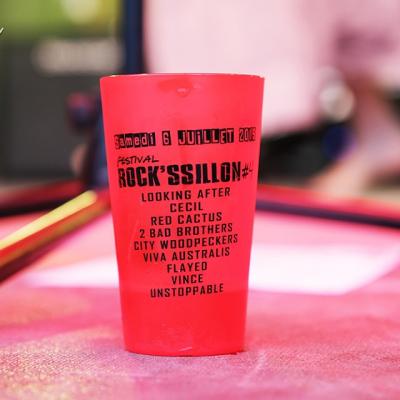 Samedi 6 Juillet 2019
FESTIVAL
ROCK'SSILLON#4
LOOKING AFTER
CECIL
RED CACTUS
2 BAD BROTHERS
CITY WOODPECKERS
VIVA AUSTRALIS
FLAYED
VINCE
UNSTOPPABLE